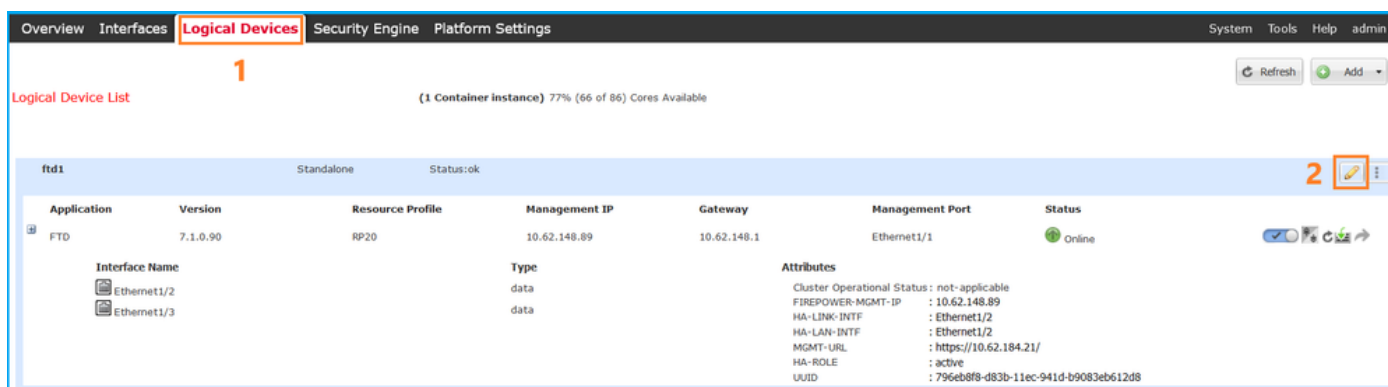 Overview Interfaces Logical Devices Security Engine Platform Settings System Tools Help admin
1
Refresh Add
Logical Device List (1 Container instance) 77% (66 of 86) Cores Available
ftd1 Standalone Status:ok 2
Application Version Resource Profile Management IP Gateway Management Port Status
FTD 7.1.0.90 RP20 10.62.148.89 10.62.148.1 Ethernet1/1 Online
Interface Name Type Attributes
Ethernet1/2 data Cluster Operational Status : not-applicable
FIREPOWER-MGMT-IP : 10.62.148.89
Ethernet1/3 data HA-LINK-INTF : Ethernet1/2
HA-LAN-INTF : Ethernet1/2
MGMT-URL : https://10.62.184.21/
HA-ROLE : active
UUID : 796eb8f8-d83b-11ec-941d-b9083eb612d8